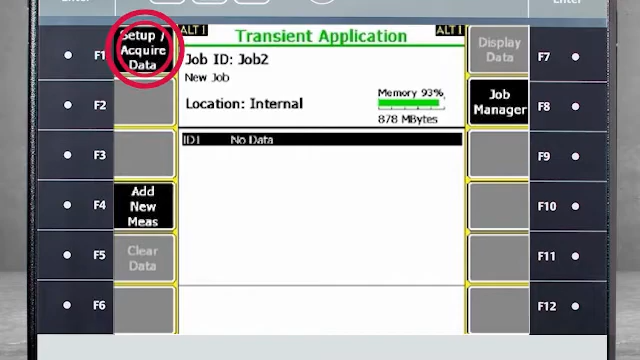 Enter
Enter
ALT1
Transient Application
ALT1
F1
Setup /
Acquire
Data
Job ID: Job2
New Job
Location: Internal
Memory 93%
878 MBytes
Display
Data
F7
F2
Job
Manager
F8
ID1 No Data
F3
F9
F4
Add
New
Meas
F10
F5
Clear
Data
F11
F6
F12